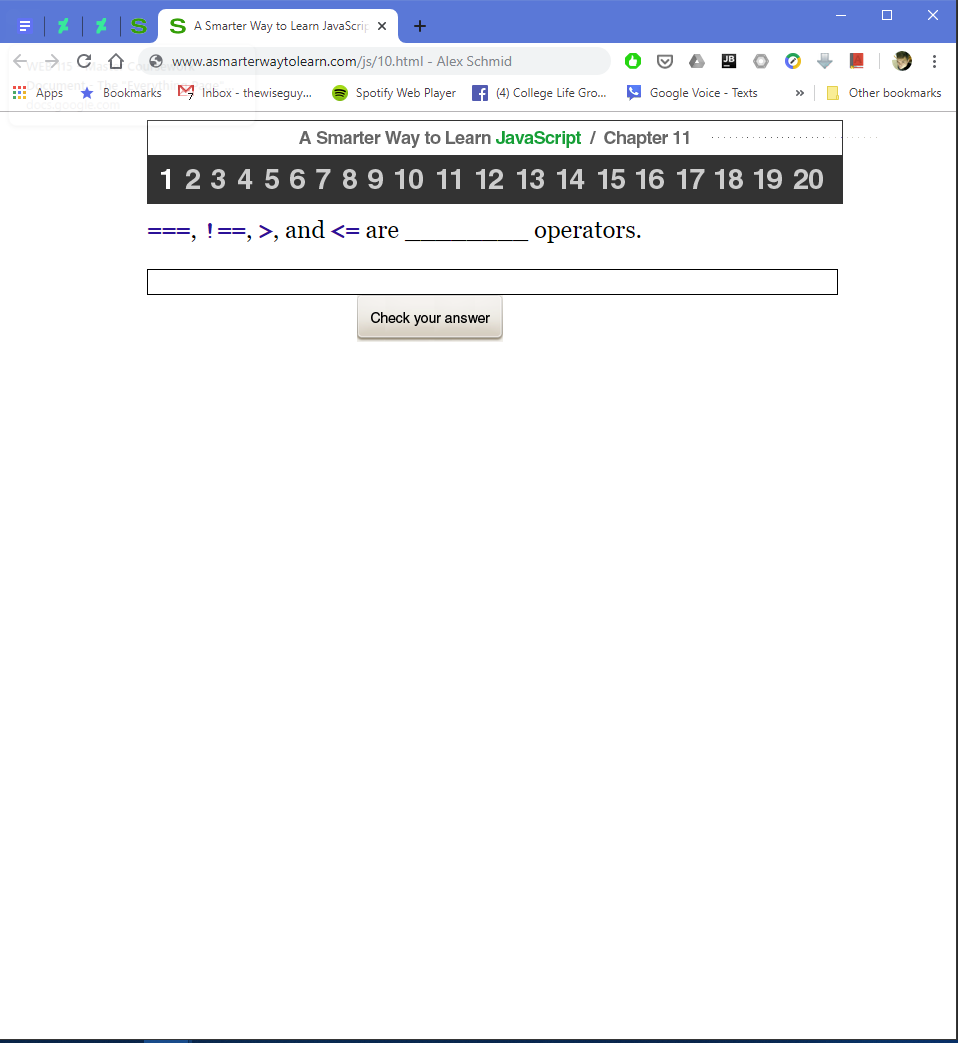 A Smarter Way to Learn JavaScrip
www.asmarterwaytolearn.com/js/10.html - Alex Schmid
Apps Bookmarks Inbox - thewiseguy... Spotify Web Player (4) College Life Gro... Google Voice - Texts » Other bookmarks
A Smarter Way to Learn JavaScript / Chapter 11
1 2 3 4 5 6 7 8 9 10 11 12 13 14 15 16 17 18 19 20
===, !==, >, and <= are ________ operators.
Check your answer